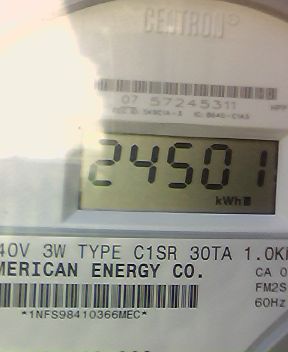 CENTRON®
07 57245311
24501
kWh
40V 3W TYPE C1SR 30TA 1.0K
MERICAN ENERGY CO.
CA 0
FM2S
60Hz
*1NFS98410366MEC*